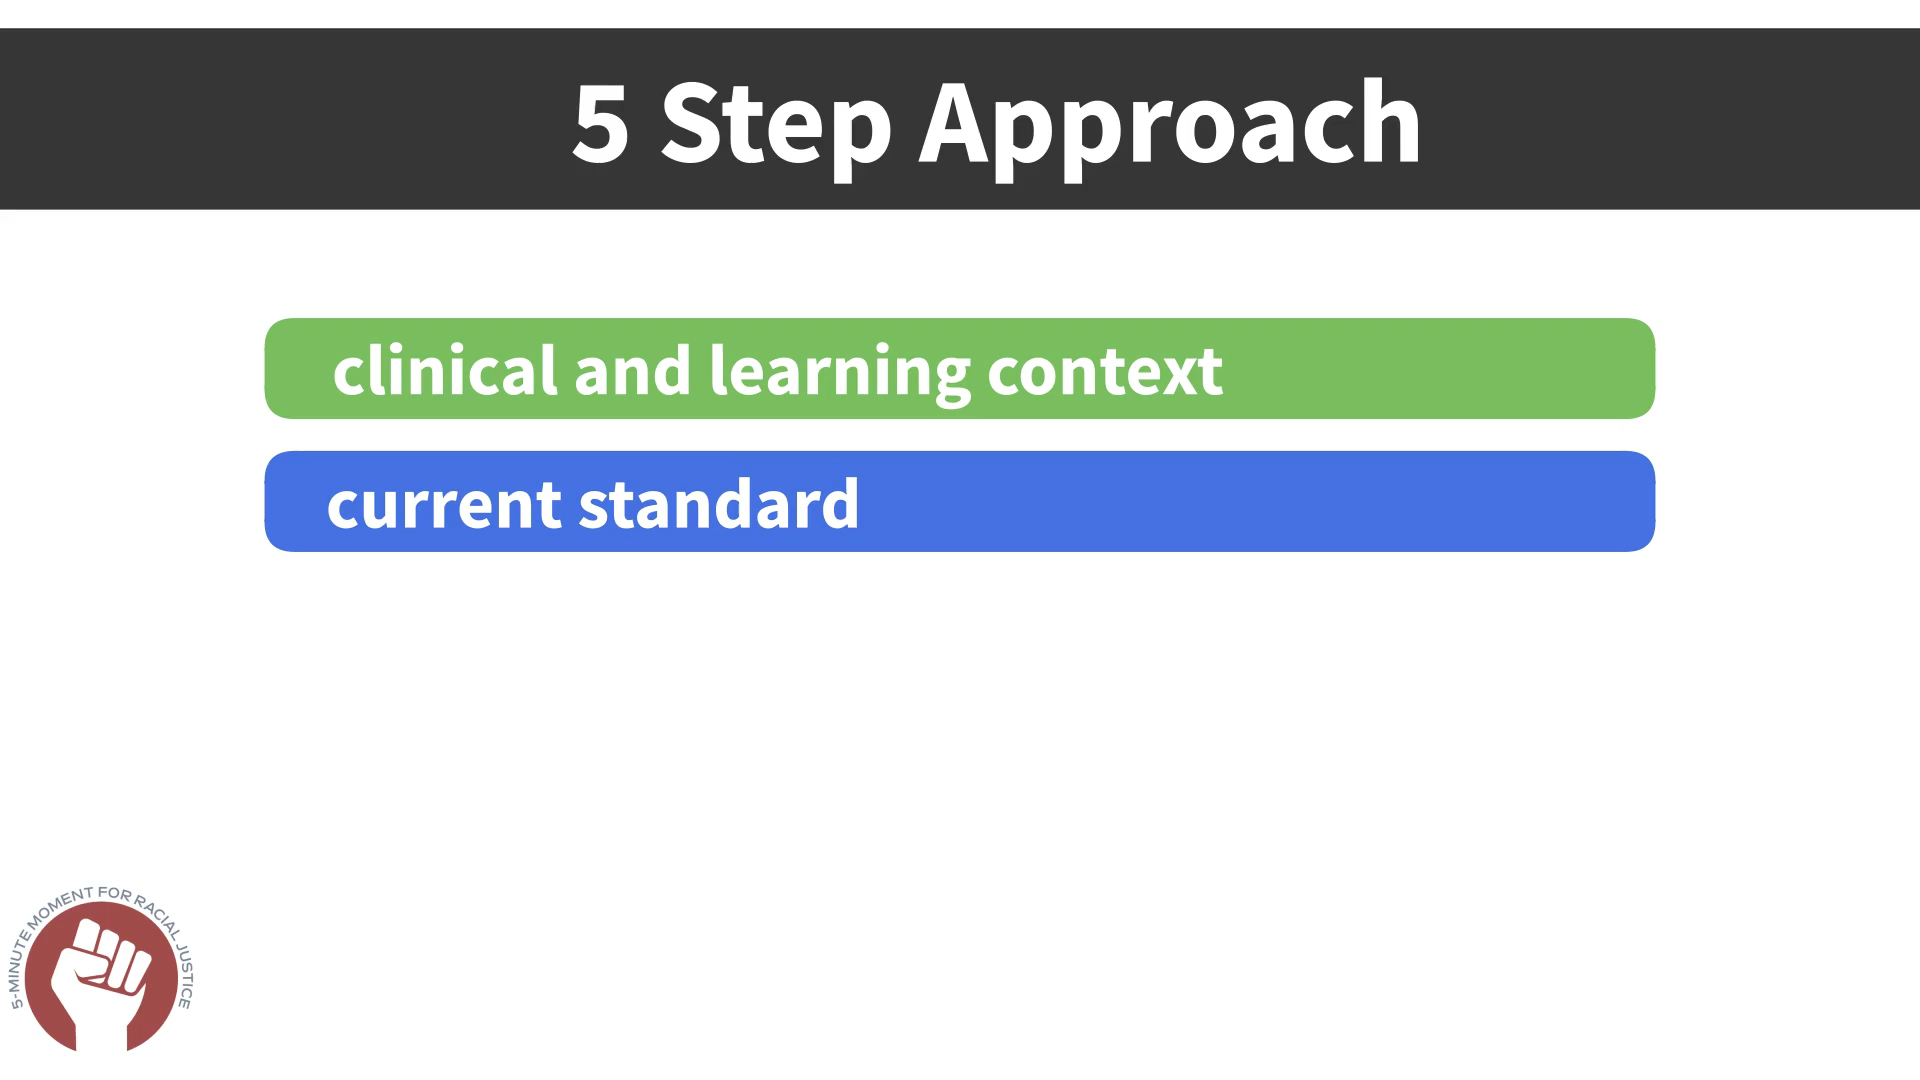 5 Step Approach
clinical and learning context
current standard
5-MINUTE MOMENT FOR RACIAL JUSTICE